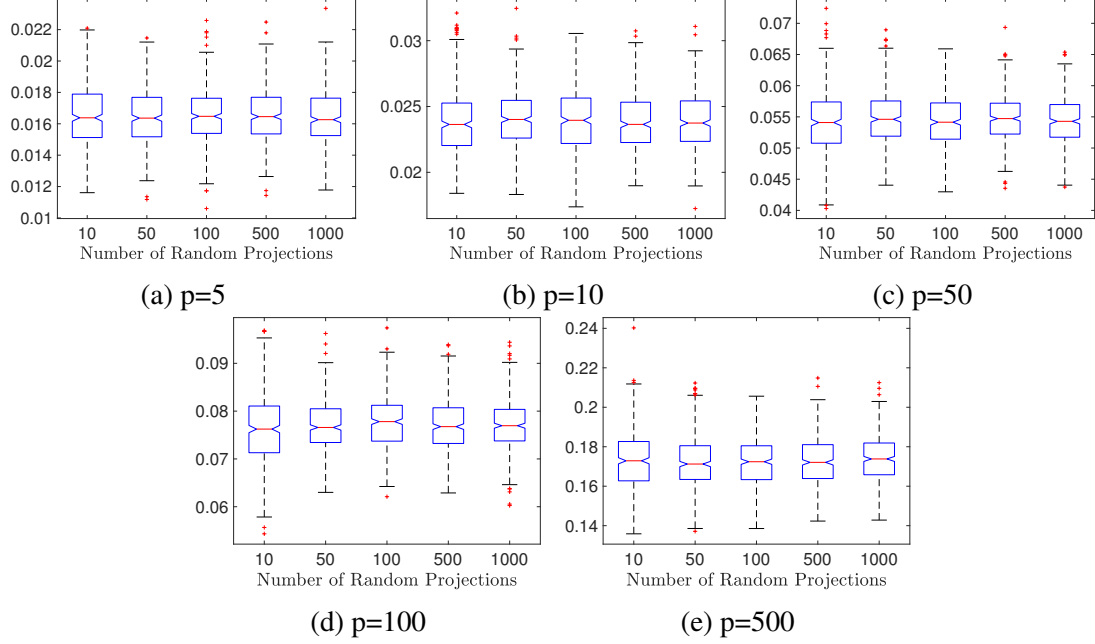 0.022
0.02
0.018
0.016
0.014
0.012
0.01
10 50 100 500 1000
Number of Random Projections
(a) p=5
0.03
0.025
0.02
10 50 100 500 1000
Number of Random Projections
(b) p=10
0.07
0.065
0.06
0.055
0.05
0.045
0.04
10 50 100 500 1000
Number of Random Projections
(c) p=50
0.09
0.08
0.07
0.06
10 50 100 500 1000
Number of Random Projections
(d) p=100
0.24
0.22
0.2
0.18
0.16
0.14
10 50 100 500 1000
Number of Random Projections
(e) p=500